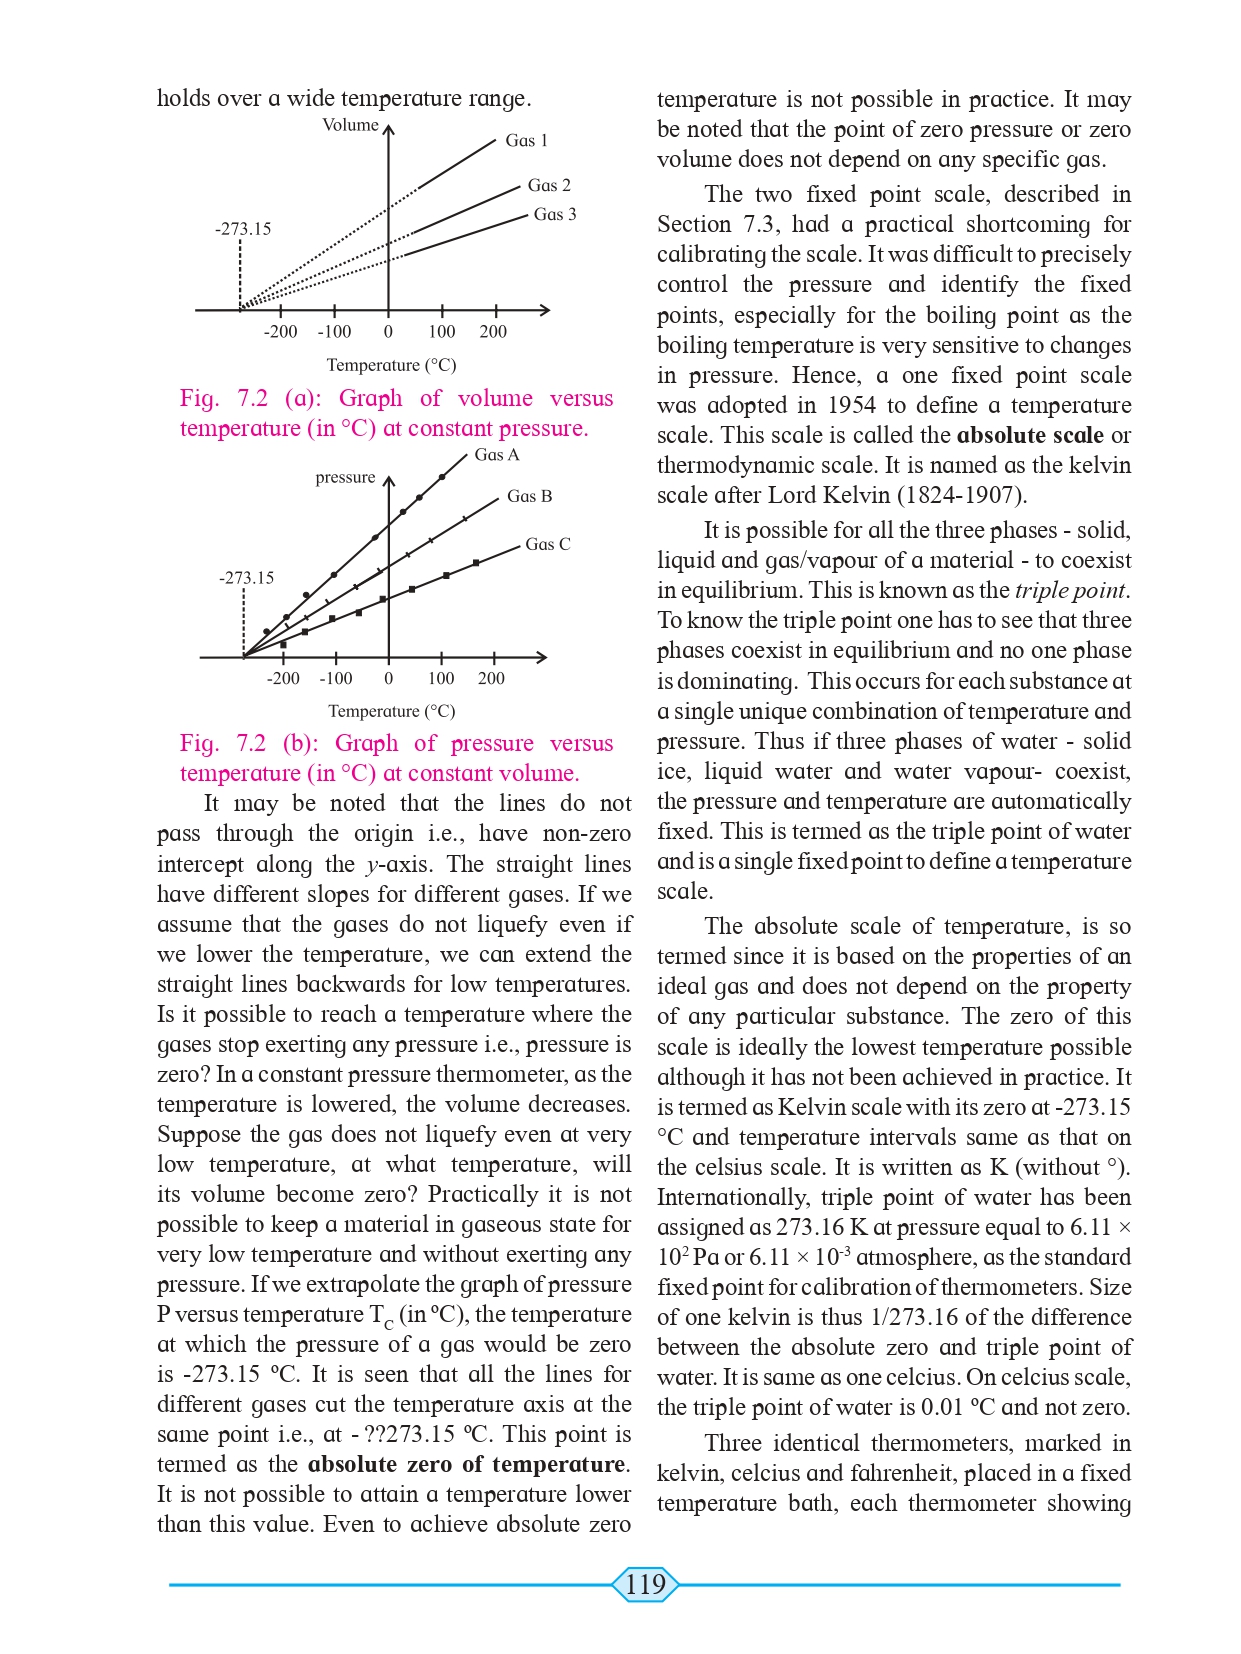 holds over a wide temperature range.
Volume
Gas 1
Gas 2
Gas 3
-273.15
-200 -100 0 100 200
Temperature (°C)
Fig. 7.2 (a): Graph of volume versus
temperature (in °C) at constant pressure.
Gas A
pressure
Gas B
Gas C
-273.15
-200 -100 0 100 200
Temperature (°C)
Fig. 7.2 (b): Graph of pressure versus
temperature (in °C) at constant volume.
It may be noted that the lines do not
pass through the origin i.e., have non-zero
intercept along the y-axis. The straight lines
have different slopes for different gases. If we
assume that the gases do not liquefy even if
we lower the temperature, we can extend the
straight lines backwards for low temperatures.
Is it possible to reach a temperature where the
gases stop exerting any pressure i.e., pressure is
zero? In a constant pressure thermometer, as the
temperature is lowered, the volume decreases.
Suppose the gas does not liquefy even at very
low temperature, at what temperature, will
its volume become zero? Practically it is not
possible to keep a material in gaseous state for
very low temperature and without exerting any
pressure. If we extrapolate the graph of pressure
P versus temperature T_C (in ºC), the temperature
at which the pressure of a gas would be zero
is -273.15 ºC. It is seen that all the lines for
different gases cut the temperature axis at the
same point i.e., at - ??273.15 ºC. This point is
termed as the absolute zero of temperature.
It is not possible to attain a temperature lower
than this value. Even to achieve absolute zero
temperature is not possible in practice. It may
be noted that the point of zero pressure or zero
volume does not depend on any specific gas.
The two fixed point scale, described in
Section 7.3, had a practical shortcoming for
calibrating the scale. It was difficult to precisely
control the pressure and identify the fixed
points, especially for the boiling point as the
boiling temperature is very sensitive to changes
in pressure. Hence, a one fixed point scale
was adopted in 1954 to define a temperature
scale. This scale is called the absolute scale or
thermodynamic scale. It is named as the kelvin
scale after Lord Kelvin (1824-1907).
It is possible for all the three phases - solid,
liquid and gas/vapour of a material - to coexist
in equilibrium. This is known as the triple point.
To know the triple point one has to see that three
phases coexist in equilibrium and no one phase
is dominating. This occurs for each substance at
a single unique combination of temperature and
pressure. Thus if three phases of water - solid
ice, liquid water and water vapour- coexist,
the pressure and temperature are automatically
fixed. This is termed as the triple point of water
and is a single fixed point to define a temperature
scale.
The absolute scale of temperature, is so
termed since it is based on the properties of an
ideal gas and does not depend on the property
of any particular substance. The zero of this
scale is ideally the lowest temperature possible
although it has not been achieved in practice. It
is termed as Kelvin scale with its zero at -273.15
°C and temperature intervals same as that on
the celsius scale. It is written as K (without °).
Internationally, triple point of water has been
assigned as 273.16 K at pressure equal to 6.11 ×
10² Pa or 6.11 × 10⁻³ atmosphere, as the standard
fixed point for calibration of thermometers. Size
of one kelvin is thus 1/273.16 of the difference
between the absolute zero and triple point of
water. It is same as one celcius. On celcius scale,
the triple point of water is 0.01 ºC and not zero.
Three identical thermometers, marked in
kelvin, celcius and fahrenheit, placed in a fixed
temperature bath, each thermometer showing
119